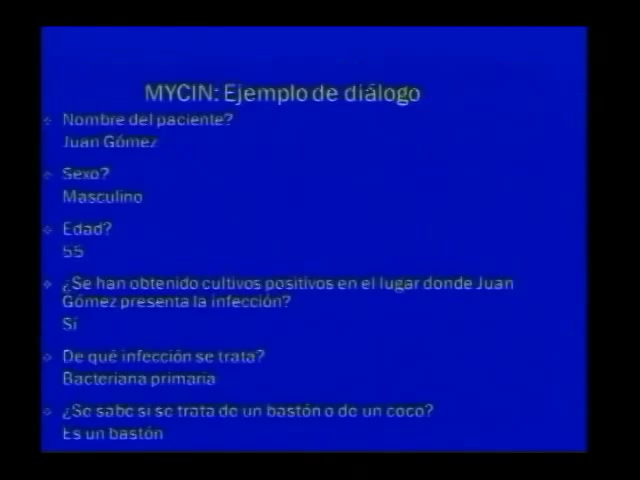 MYCIN: Ejemplo de diálogo
Nombre del paciente?
Juan Gómez
Sexo?
Masculino
Edad?
55
¿Se han obtenido cultivos positivos en el lugar donde Juan
Gómez presenta la infección?
Sí
De qué infección se trata?
Bacteriana primaria
¿Se sabe si se trata de un bastón o de un coco?
Es un bastón